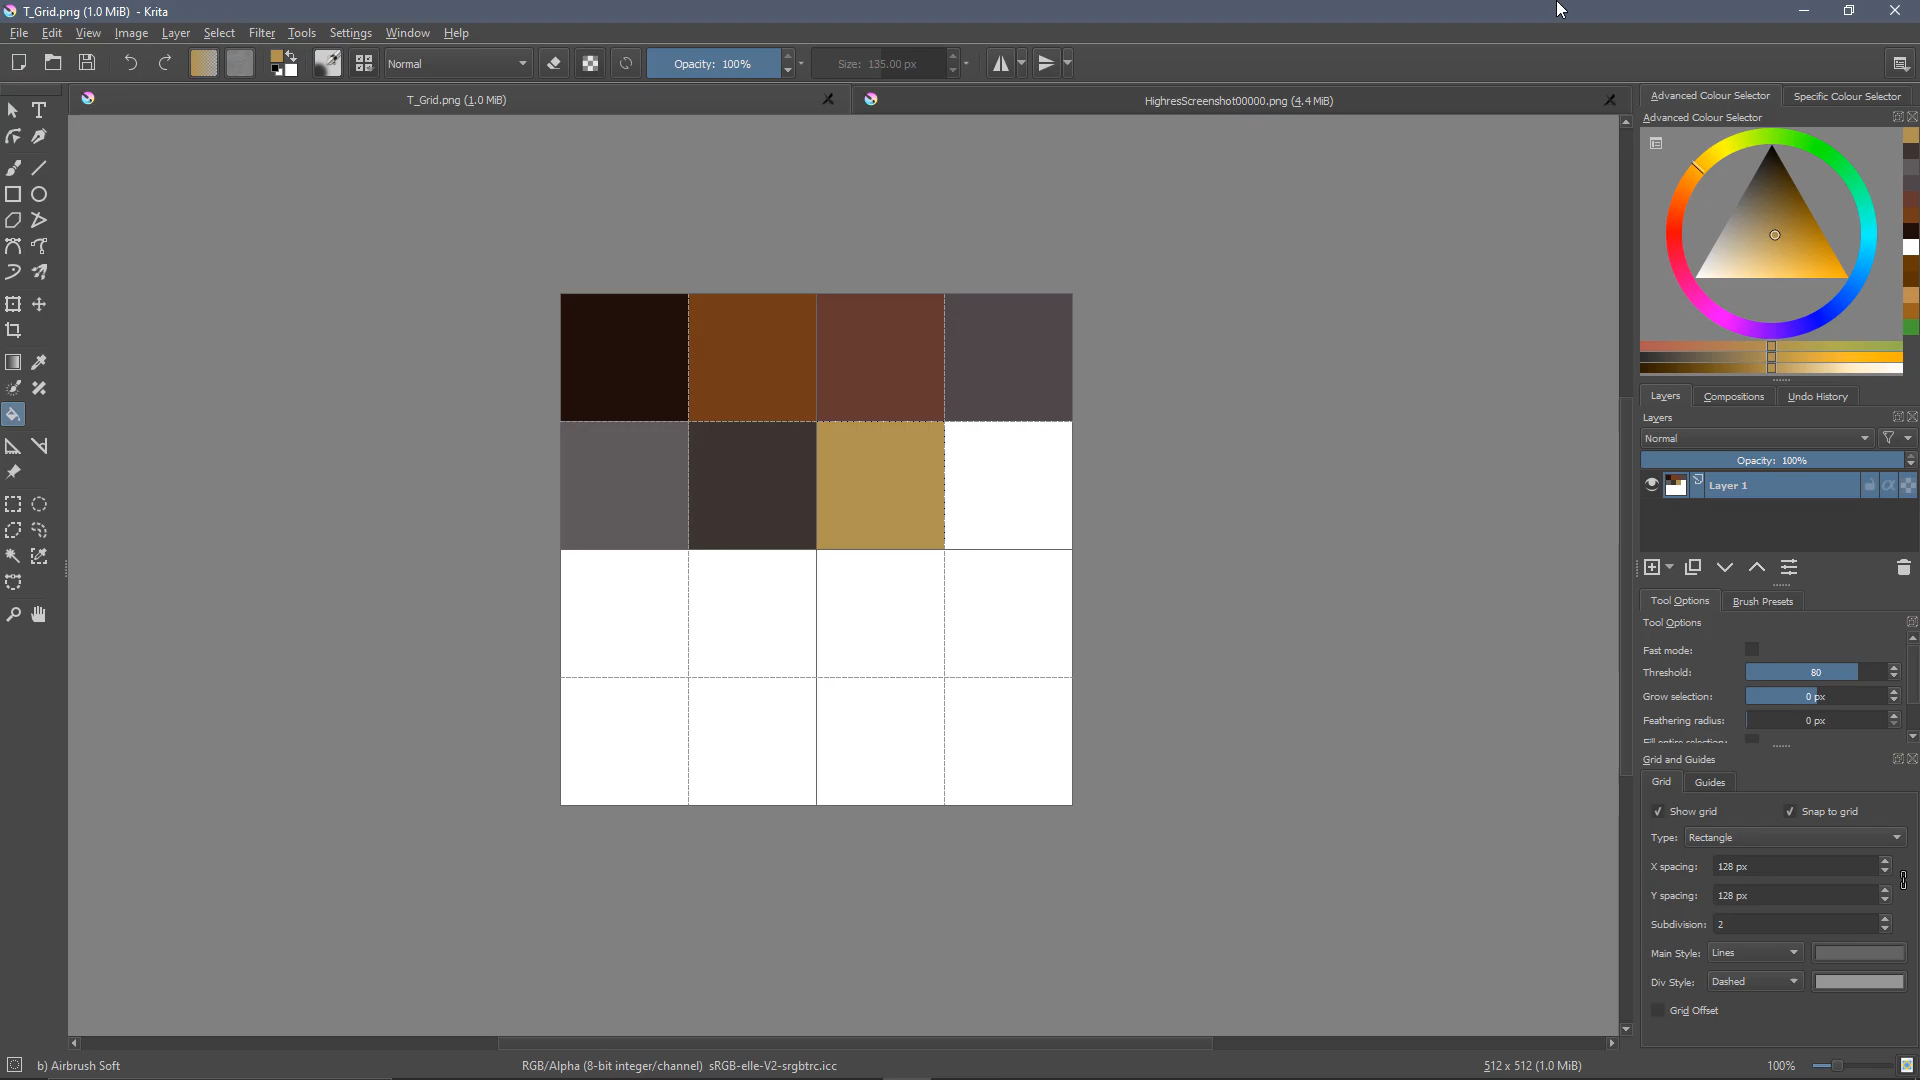 T_Grid.png (1.0 MiB) - Krita
File Edit View Image Layer Select Filter Tools Settings Window Help
Normal
Opacity: 100%
Size: 135.00 px
T_Grid.png (1.0 MiB)
HighresScreenshot00000.png (4.4 MiB)
Advanced Colour Selector
Specific Colour Selector
Advanced Colour Selector
Layers
Compositions
Undo History
Layers
Normal
Opacity: 100%
Layer 1
Tool Options
Brush Presets
Tool Options
Fast mode:
Threshold: 80
Grow selection: 0 px
Feathering radius: 0 px
Fill entire selection:
Grid and Guides
Grid
Guides
Show grid
Snap to grid
Type: Rectangle
X spacing: 128 px
Y spacing: 128 px
Subdivision: 2
Main Style: Lines
Div Style: Dashed
Grid Offset
b) Airbrush Soft
RGB/Alpha (8-bit integer/channel) sRGB-elle-V2-srgbtrc.icc
512 x 512 (1.0 MiB)
100%